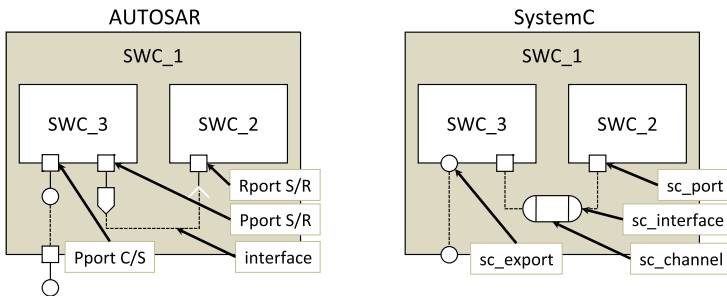 AUTOSAR
SystemC
SWC_1
SWC_1
SWC_3
SWC_2
SWC_3
SWC_2
Rport S/R
Pport S/R
Pport C/S
interface
sc_port
sc_interface
sc_export
sc_channel